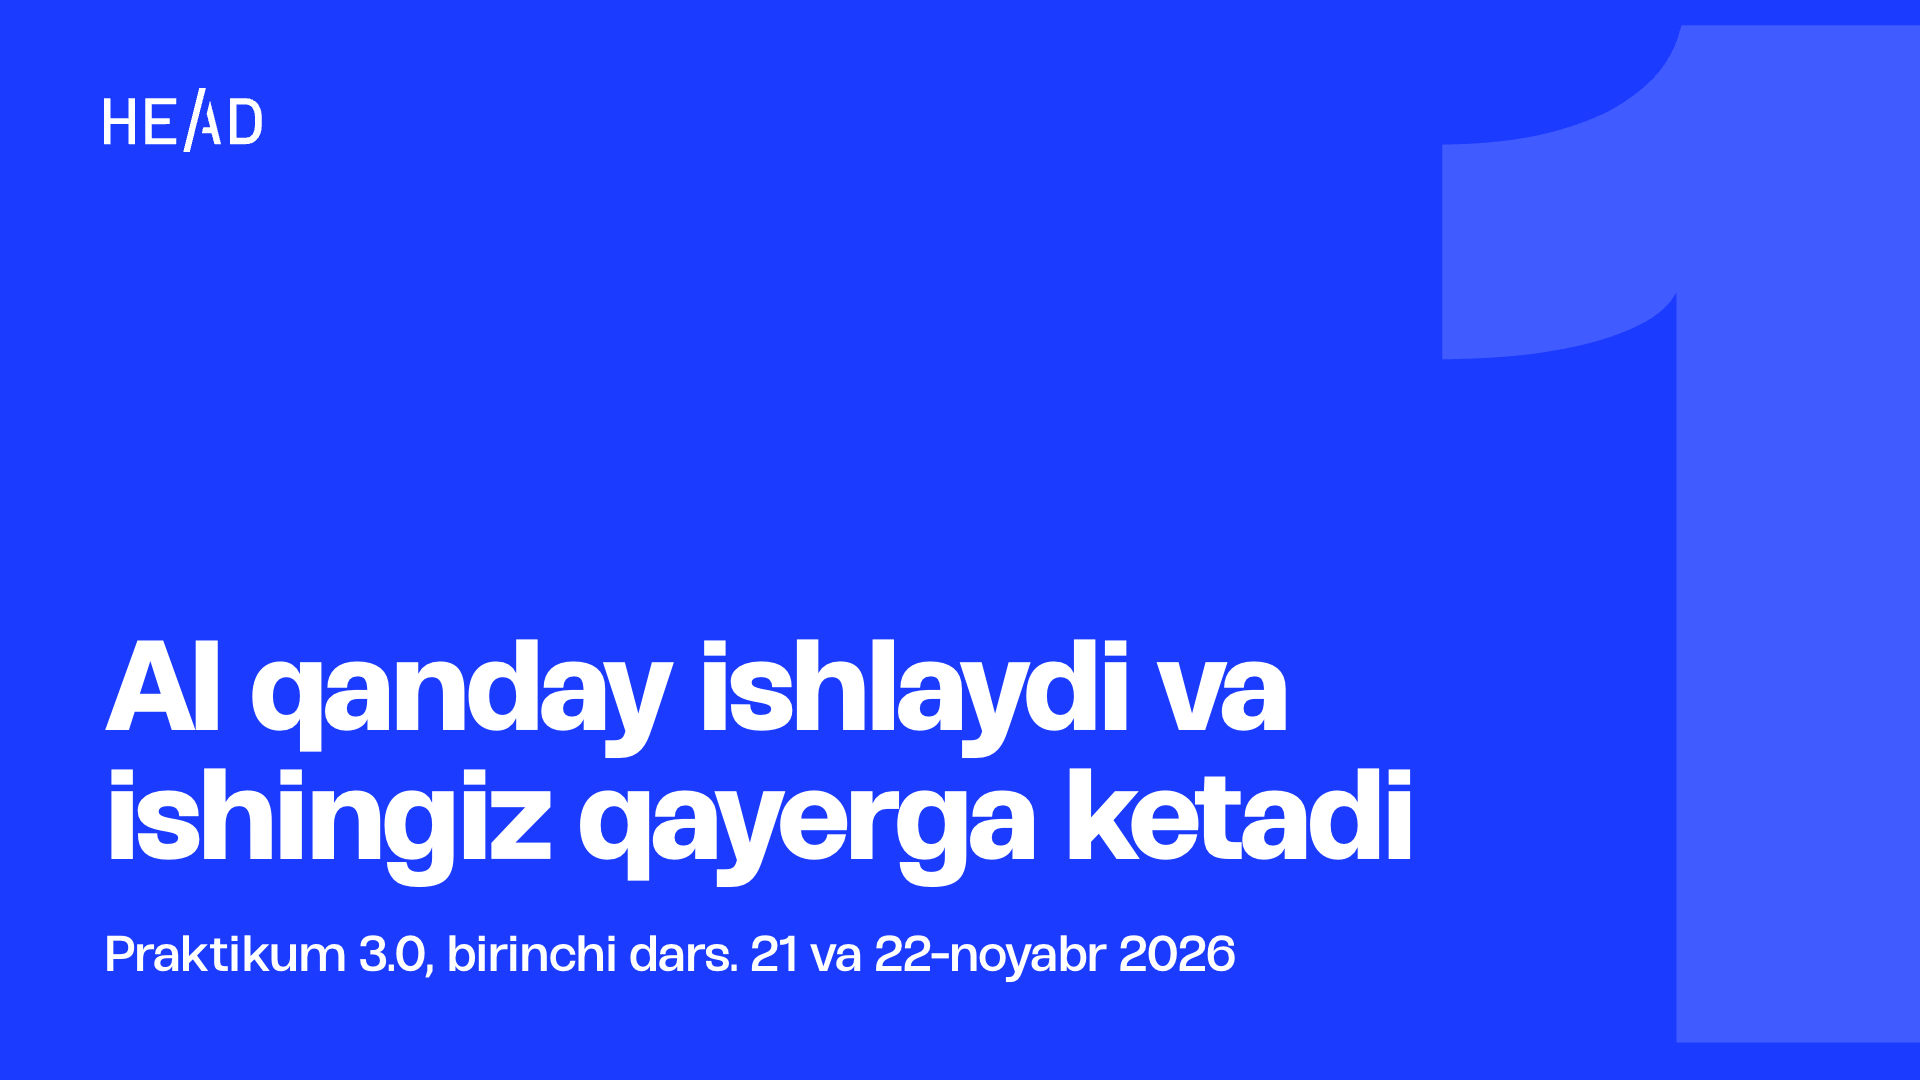 HEAD
1
AI qanday ishlaydi va
ishingiz qayerga ketadi
Praktikum 3.0, birinchi dars. 21 va 22-noyabr 2026